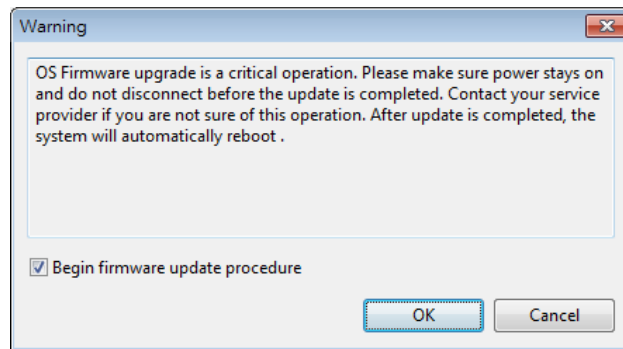 Warning
OS Firmware upgrade is a critical operation. Please make sure power stays on
and do not disconnect before the update is completed. Contact your service
provider if you are not sure of this operation. After update is completed, the
system will automatically reboot .
Begin firmware update procedure
OK
Cancel